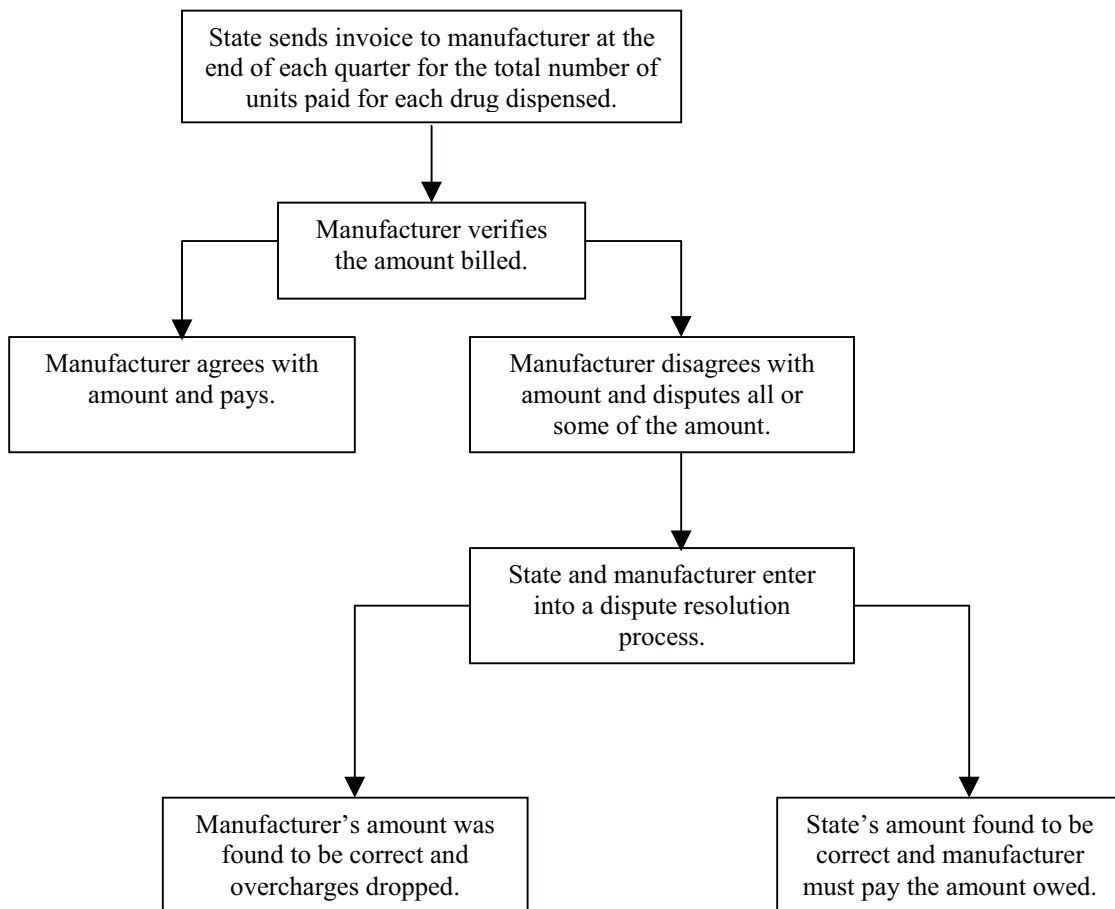 State sends invoice to manufacturer at the
end of each quarter for the total number of
units paid for each drug dispensed.
Manufacturer verifies
the amount billed.
Manufacturer agrees with
amount and pays.
Manufacturer disagrees with
amount and disputes all or
some of the amount.
State and manufacturer enter
into a dispute resolution
process.
Manufacturer’s amount was
found to be correct and
overcharges dropped.
State’s amount found to be
correct and manufacturer
must pay the amount owed.